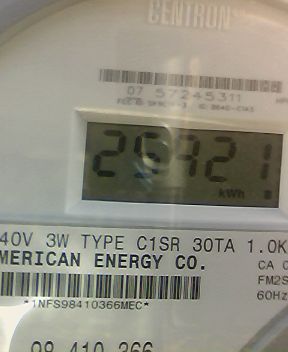 CENTRON
07 57245311
kWh
40V 3W TYPE C1SR 30TA 1.0K
MERICAN ENERGY CO.
CA 0
FM2S
60Hz
*1NFS98410366MEC*
98 410 366